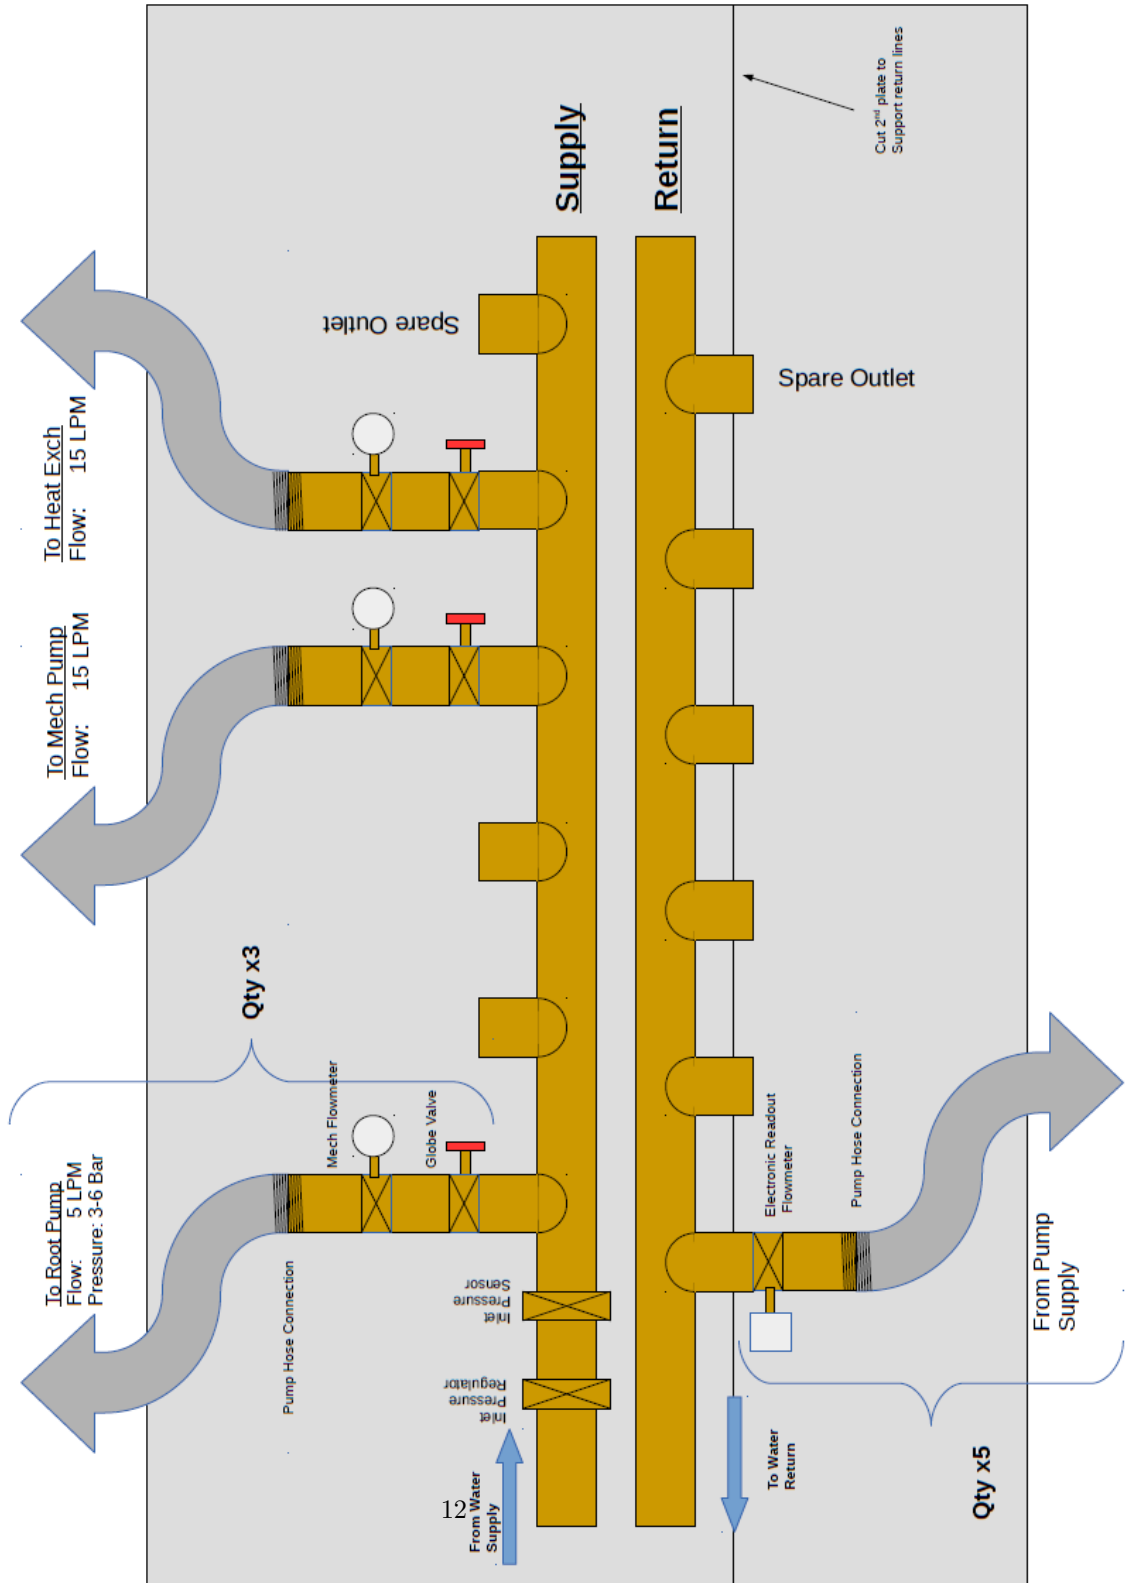 Cut 2nd plate to
Support return lines
Supply
Return
Spare Outlet
Spare Outlet
To Heat Exch
Flow: 15 LPM
To Mech Pump
Flow: 15 LPM
Qty x3
To Root Pump
Flow: 5 LPM
Pressure: 3-6 Bar
Mech Flowmeter
Globe Valve
Pump Hose Connection
Inlet
Pressure
Sensor
Inlet
Pressure
Regulator
From Water
Supply
12
Electronic Readout
Flowmeter
Pump Hose Connection
From Pump
Supply
To Water
Return
Qty x5